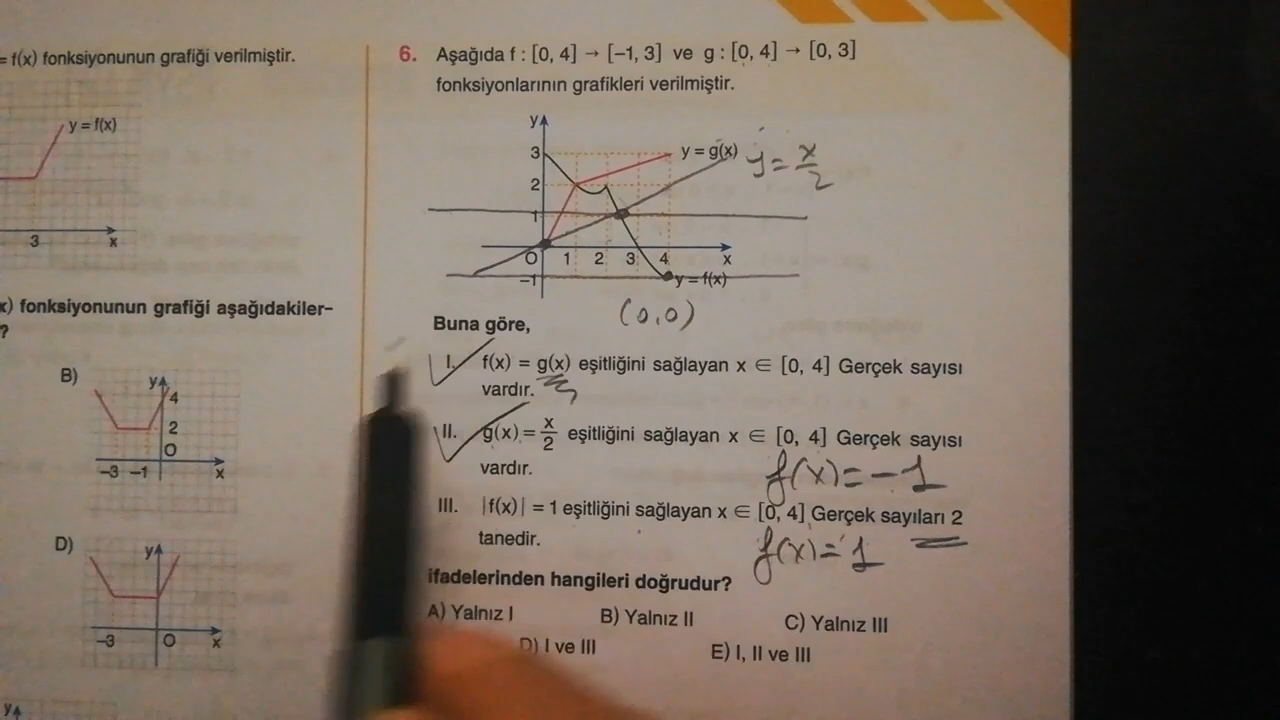 = f(x) fonksiyonunun grafiği verilmiştir.
y = f(x)
3
x
x) fonksiyonunun grafiği aşağıdakiler-
?
B)
y
4
2
O
-3 -1
x
D)
y
-3
O
x
y
6. Aşağıda f : [0, 4] → [-1, 3] ve g : [0, 4] → [0, 3]
fonksiyonlarının grafikleri verilmiştir.
y
3
y = g(x)
y = x/2
2
1
O 1 2 3 4 x
-1
y = f(x)
(0,0)
Buna göre,
I. f(x) = g(x) eşitliğini sağlayan x ∈ [0, 4] Gerçek sayısı
vardır.
II. g(x) = x/2 eşitliğini sağlayan x ∈ [0, 4] Gerçek sayısı
vardır.
f(x) = -1
III. |f(x)| = 1 eşitliğini sağlayan x ∈ [0, 4] Gerçek sayıları 2
tanedir.
f(x) = 1
ifadelerinden hangileri doğrudur?
A) Yalnız I B) Yalnız II C) Yalnız III
D) I ve III E) I, II ve III